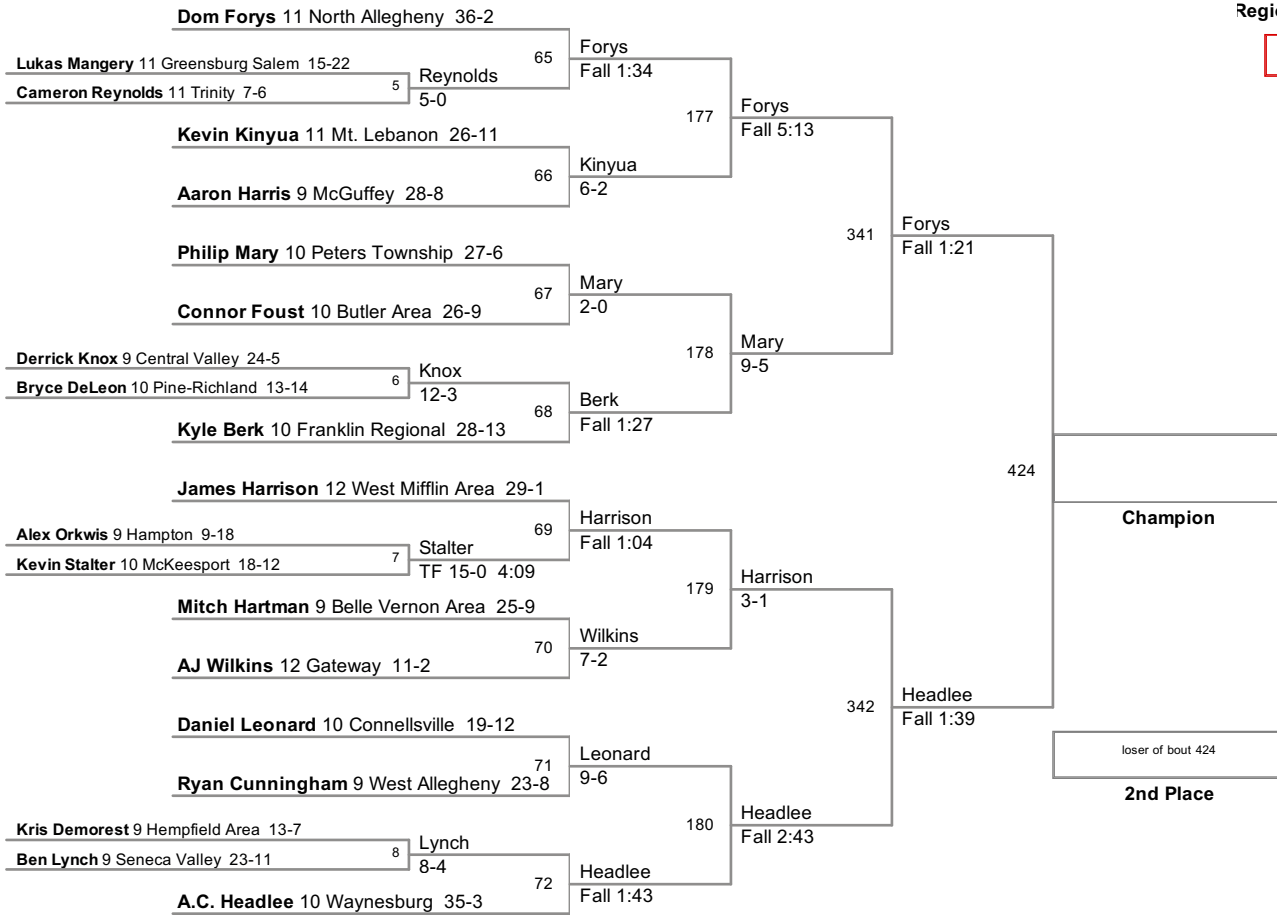 Dom Forys 11 North Allegheny 36-2
Regi
Lukas Mangery 11 Greensburg Salem 15-22
Cameron Reynolds 11 Trinity 7-6
5
Reynolds
5-0
65
Forys
Fall 1:34
Kevin Kinyua 11 Mt. Lebanon 26-11
Aaron Harris 9 McGuffey 28-8
66
Kinyua
6-2
177
Forys
Fall 5:13
Philip Mary 10 Peters Township 27-6
Connor Foust 10 Butler Area 26-9
67
Mary
2-0
Derrick Knox 9 Central Valley 24-5
Bryce DeLeon 10 Pine-Richland 13-14
6
Knox
12-3
Kyle Berk 10 Franklin Regional 28-13
68
Berk
Fall 1:27
178
Mary
9-5
341
Forys
Fall 1:21
James Harrison 12 West Mifflin Area 29-1
Alex Orkwis 9 Hampton 9-18
Kevin Stalter 10 McKeesport 18-12
7
Stalter
TF 15-0 4:09
69
Harrison
Fall 1:04
Mitch Hartman 9 Belle Vernon Area 25-9
AJ Wilkins 12 Gateway 11-2
70
Wilkins
7-2
179
Harrison
3-1
Daniel Leonard 10 Connellsville 19-12
Ryan Cunningham 9 West Allegheny 23-8
71
Leonard
9-6
Kris Demorest 9 Hempfield Area 13-7
Ben Lynch 9 Seneca Valley 23-11
8
Lynch
8-4
A.C. Headlee 10 Waynesburg 35-3
72
Headlee
Fall 1:43
180
Headlee
Fall 2:43
342
Headlee
Fall 1:39
424
Champion
loser of bout 424
2nd Place